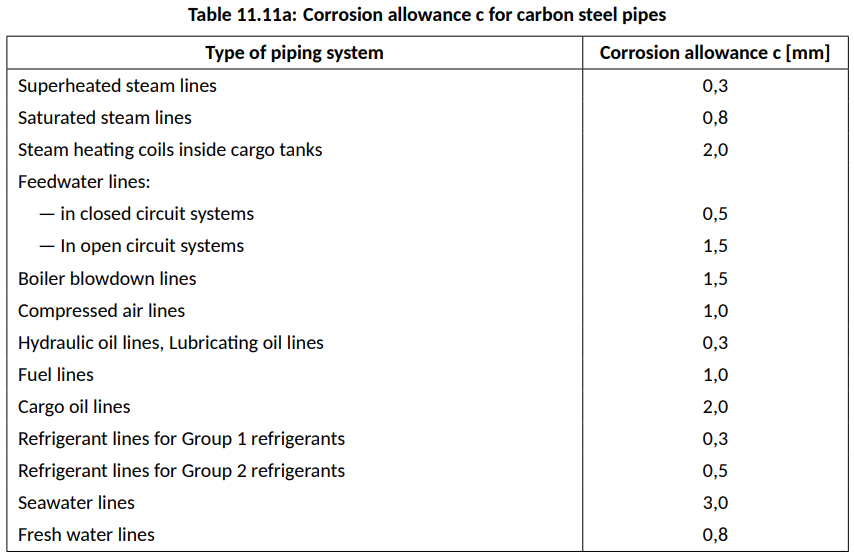 Table 11.11a: Corrosion allowance c for carbon steel pipes
Type of piping system Corrosion allowance c [mm]
Superheated steam lines 0,3
Saturated steam lines 0,8
Steam heating coils inside cargo tanks 2,0
Feedwater lines:
— in closed circuit systems 0,5
— In open circuit systems 1,5
Boiler blowdown lines 1,5
Compressed air lines 1,0
Hydraulic oil lines, Lubricating oil lines 0,3
Fuel lines 1,0
Cargo oil lines 2,0
Refrigerant lines for Group 1 refrigerants 0,3
Refrigerant lines for Group 2 refrigerants 0,5
Seawater lines 3,0
Fresh water lines 0,8